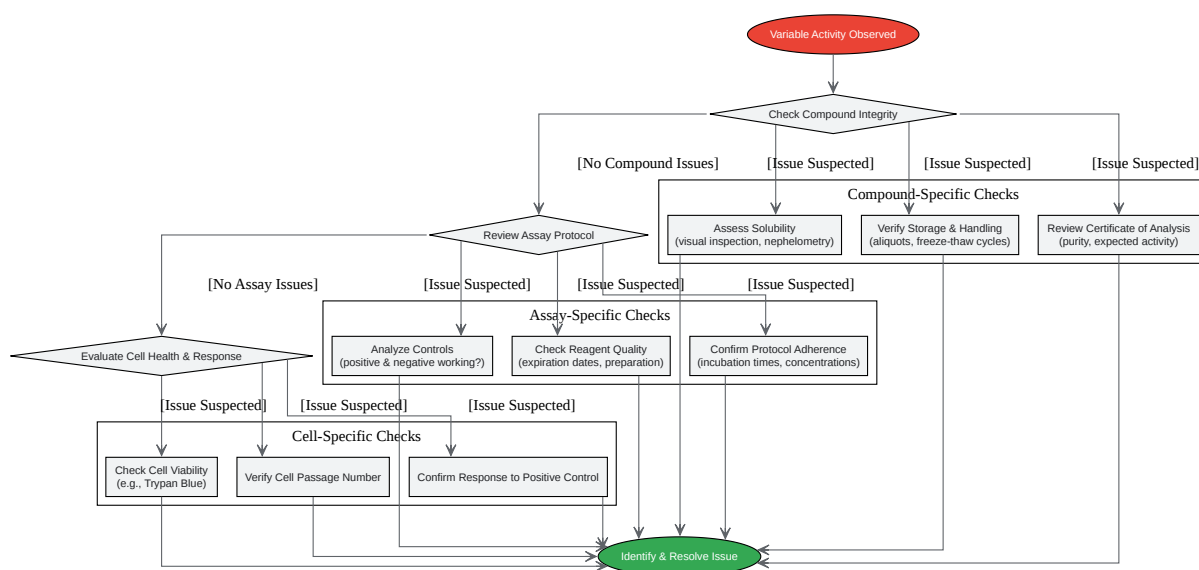 Variable Activity Observed
Check Compound Integrity
[No Compound Issues]
[Issue Suspected]
[Issue Suspected]
[Issue Suspected]
Compound-Specific Checks
Assess Solubility
(visual inspection, nephelometry)
Verify Storage & Handling
(aliquots, freeze-thaw cycles)
Review Certificate of Analysis
(purity, expected activity)
Review Assay Protocol
[No Assay Issues]
[Issue Suspected]
[Issue Suspected]
[Issue Suspected]
Assay-Specific Checks
Analyze Controls
(positive & negative working?)
Check Reagent Quality
(expiration dates, preparation)
Confirm Protocol Adherence
(incubation times, concentrations)
Evaluate Cell Health & Response
[Issue Suspected]
[Issue Suspected]
[Issue Suspected]
Cell-Specific Checks
Check Cell Viability
(e.g., Trypan Blue)
Verify Cell Passage Number
Confirm Response to Positive Control
Identify & Resolve Issue